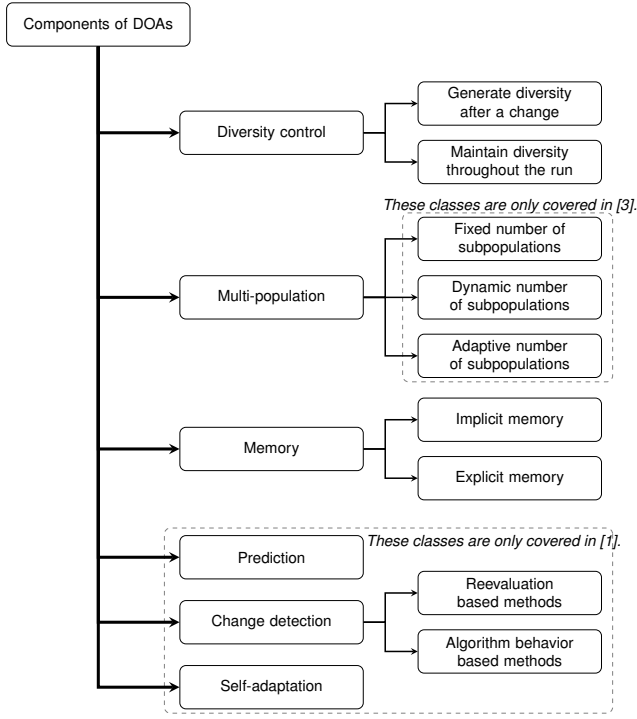 Components of DOAs
Diversity control
Generate diversity
after a change
Maintain diversity
throughout the run
These classes are only covered in [3].
Multi-population
Fixed number of
subpopulations
Dynamic number
of subpopulations
Adaptive number
of subpopulations
Memory
Implicit memory
Explicit memory
These classes are only covered in [1].
Prediction
Change detection
Reevaluation
based methods
Algorithm behavior
based methods
Self-adaptation